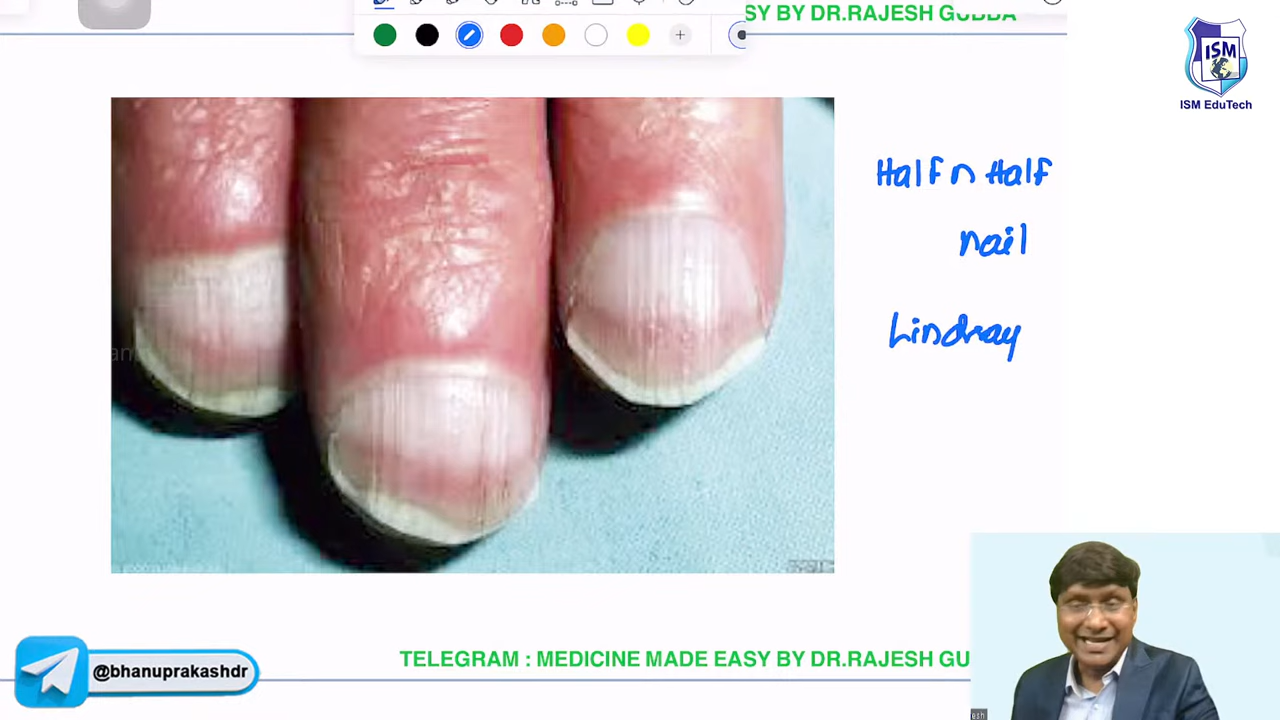 SY BY DR.RAJESH GUDDA
ISM
ISM EduTech
Half n Half
nail
Lindsay
@bhanuprakashdr
TELEGRAM : MEDICINE MADE EASY BY DR.RAJESH GU